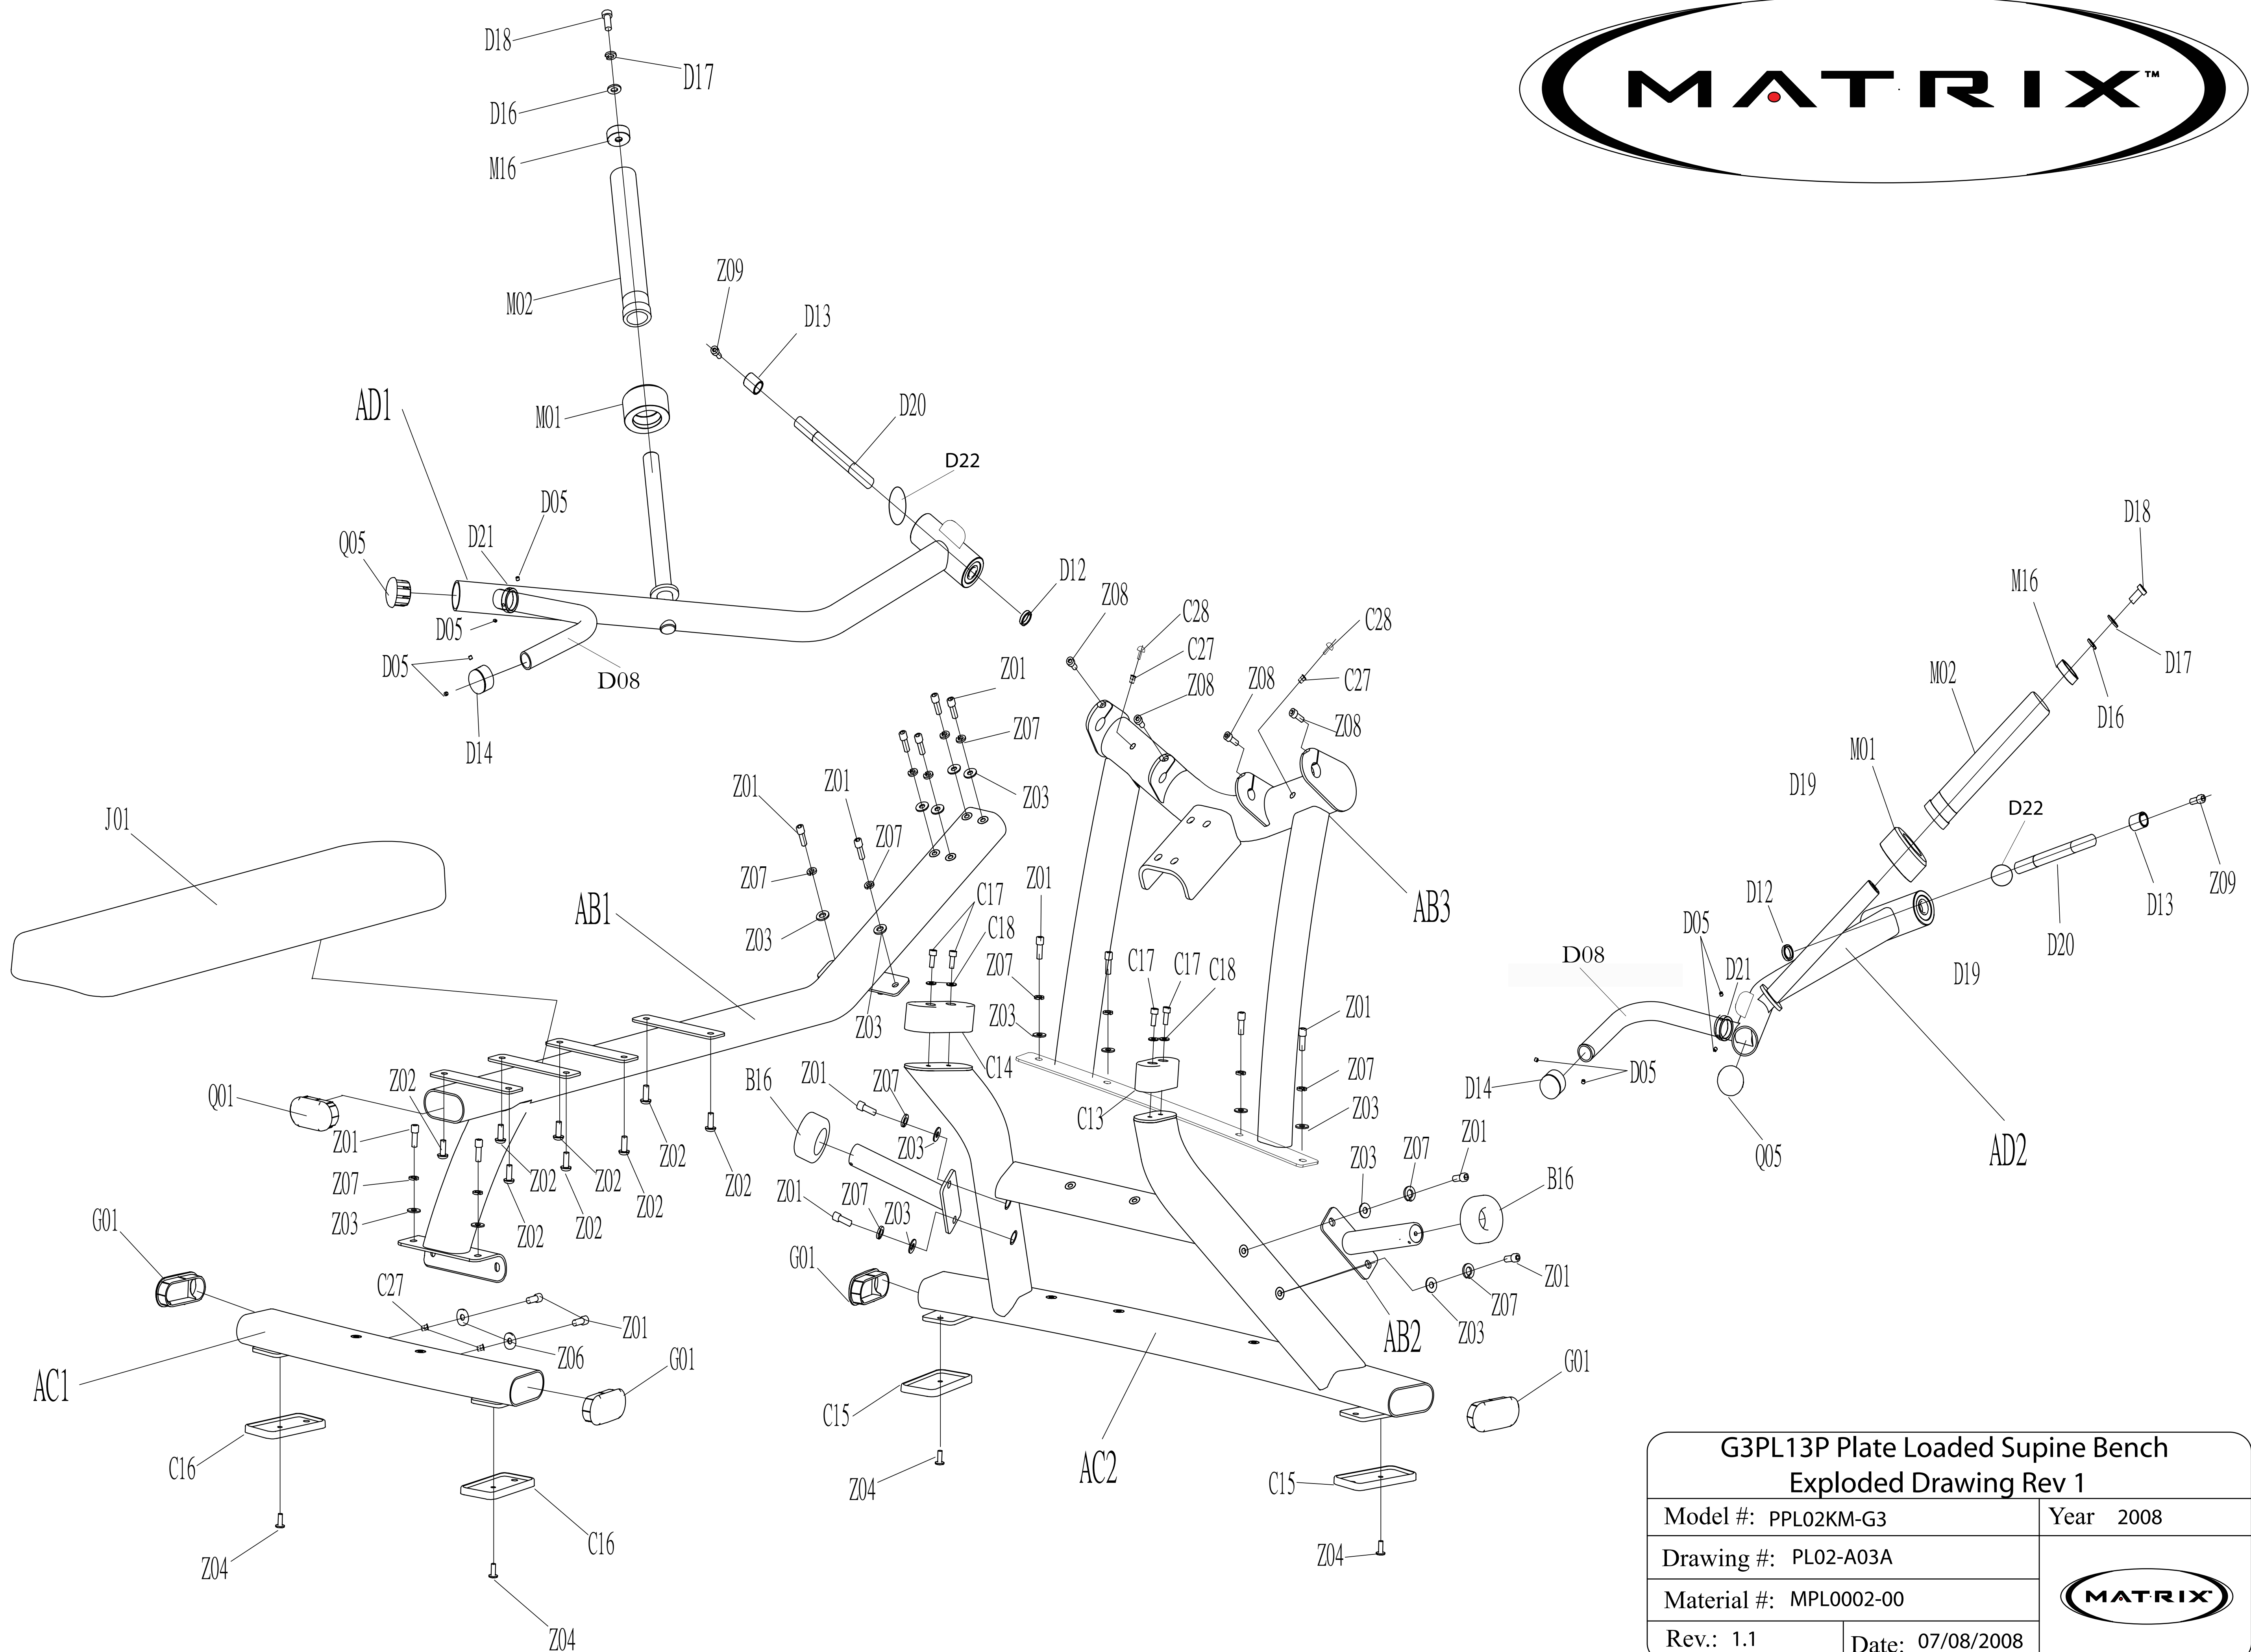 MATRIX™
D18
D17
D16
M16
M02
Z09
D13
AD1
M01
D20
D22
D05
D21
Q05
D12
D05
D05
D08
D14
Z08
C28
C27
Z08
C28
C27
Z08
Z08
Z01
Z07
Z03
D18
M16
D17
M02
D16
M01
D19
D22
D12
D13
Z09
D20
D05
D21
D19
D08
D14
D05
Q05
AD2
J01
Z01
Z01
Z07
Z07
AB1
Z03
Z03
C17
C18
Z01
AB3
Z07
Z03
C17
C17
C18
Z01
C14
C13
Z07
Z03
Q01
Z02
Z01
Z07
Z03
Z02
Z02
Z02
Z02
Z02
Z02
Z02
B16
Z01
Z07
Z03
Z01
Z07
Z03
Z03
Z07
Z01
B16
G01
C27
Z01
Z06
G01
AC1
C16
C16
Z04
Z04
G01
AB2
Z01
Z07
Z03
G01
C15
AC2
Z04
C15
Z04
G3PL13P Plate Loaded Supine Bench
Exploded Drawing Rev 1
Model #: PPL02KM-G3
Year 2008
Drawing #: PL02-A03A
Material #: MPL0002-00
MATRIX
Rev.: 1.1
Date: 07/08/2008